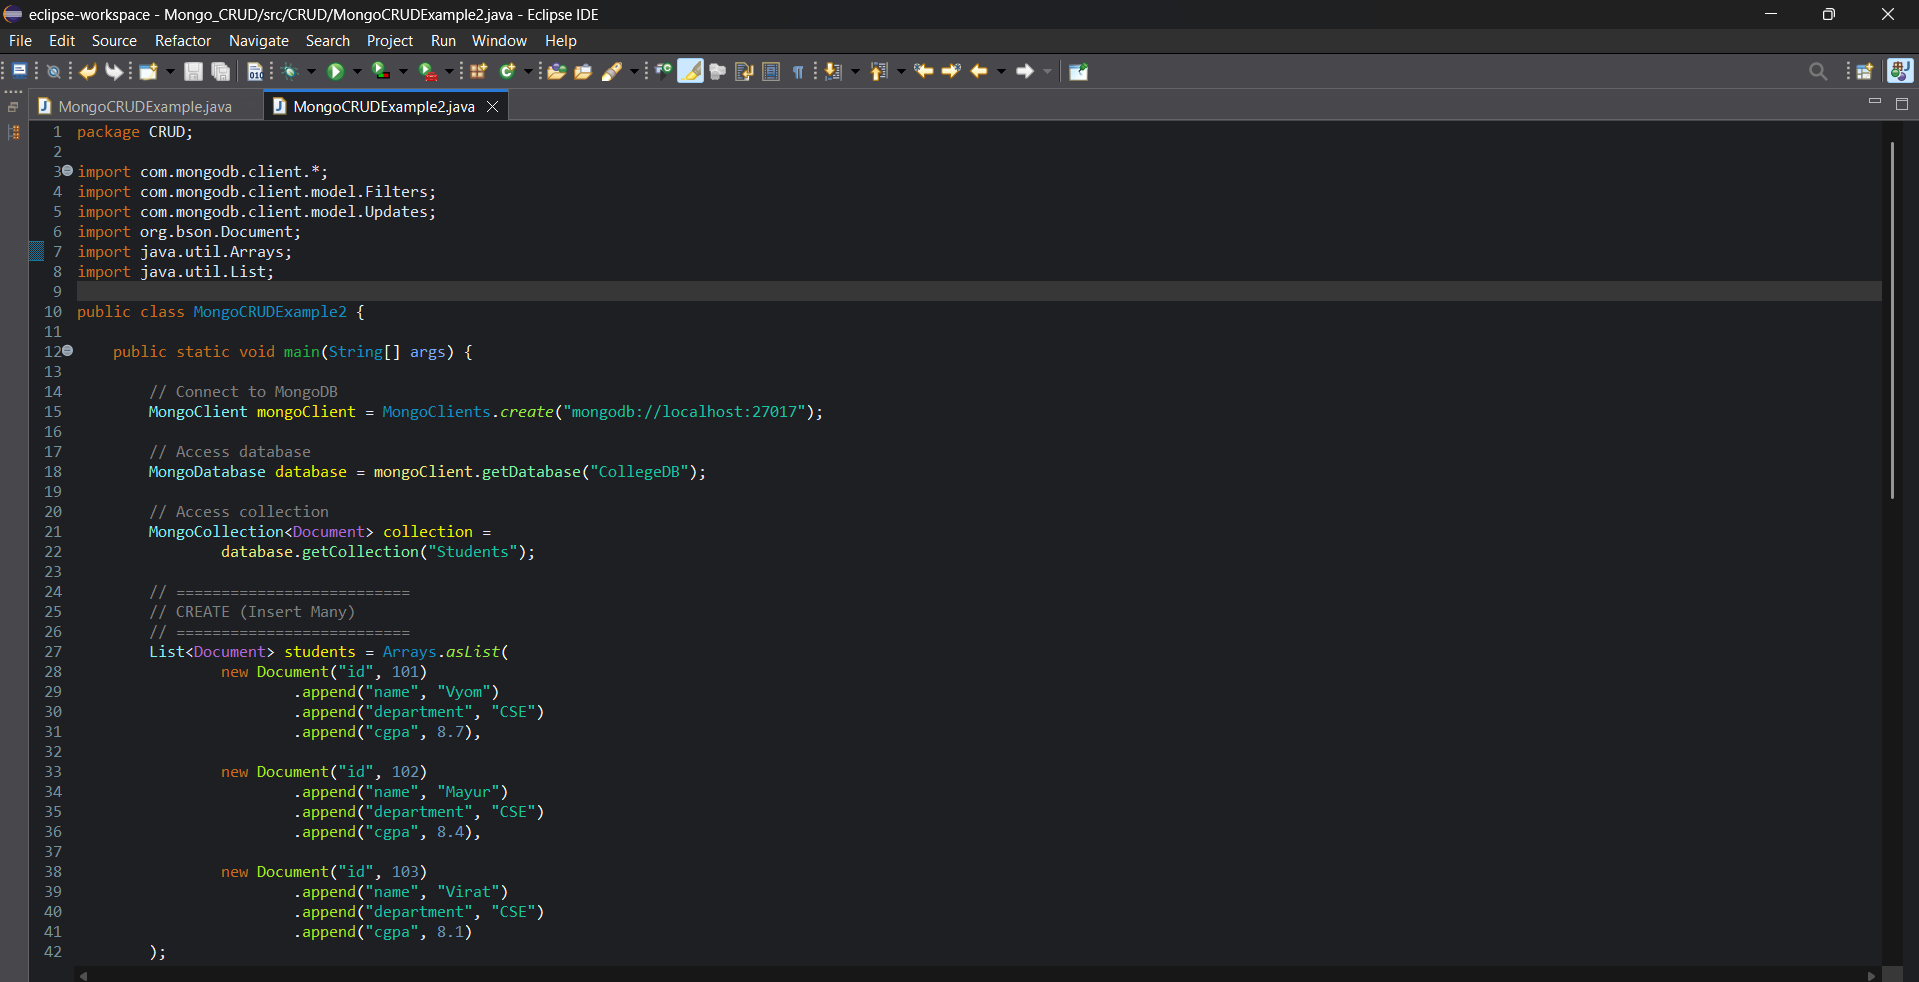 eclipse-workspace - Mongo_CRUD/src/CRUD/MongoCRUDExample2.java - Eclipse IDE
File Edit Source Refactor Navigate Search Project Run Window Help
MongoCRUDExample.java MongoCRUDExample2.java
1 package CRUD;
2
3 import com.mongodb.client.*;
4 import com.mongodb.client.model.Filters;
5 import com.mongodb.client.model.Updates;
6 import org.bson.Document;
7 import java.util.Arrays;
8 import java.util.List;
9
10 public class MongoCRUDExample2 {
11
12     public static void main(String[] args) {
13
14         // Connect to MongoDB
15         MongoClient mongoClient = MongoClients.create("mongodb://localhost:27017");
16
17         // Access database
18         MongoDatabase database = mongoClient.getDatabase("CollegeDB");
19
20         // Access collection
21         MongoCollection<Document> collection =
22                 database.getCollection("Students");
23
24         // ==========================
25         // CREATE (Insert Many)
26         // ==========================
27         List<Document> students = Arrays.asList(
28                 new Document("id", 101)
29                         .append("name", "Vyom")
30                         .append("department", "CSE")
31                         .append("cgpa", 8.7),
32
33                 new Document("id", 102)
34                         .append("name", "Mayur")
35                         .append("department", "CSE")
36                         .append("cgpa", 8.4),
37
38                 new Document("id", 103)
39                         .append("name", "Virat")
40                         .append("department", "CSE")
41                         .append("cgpa", 8.1)
42         );